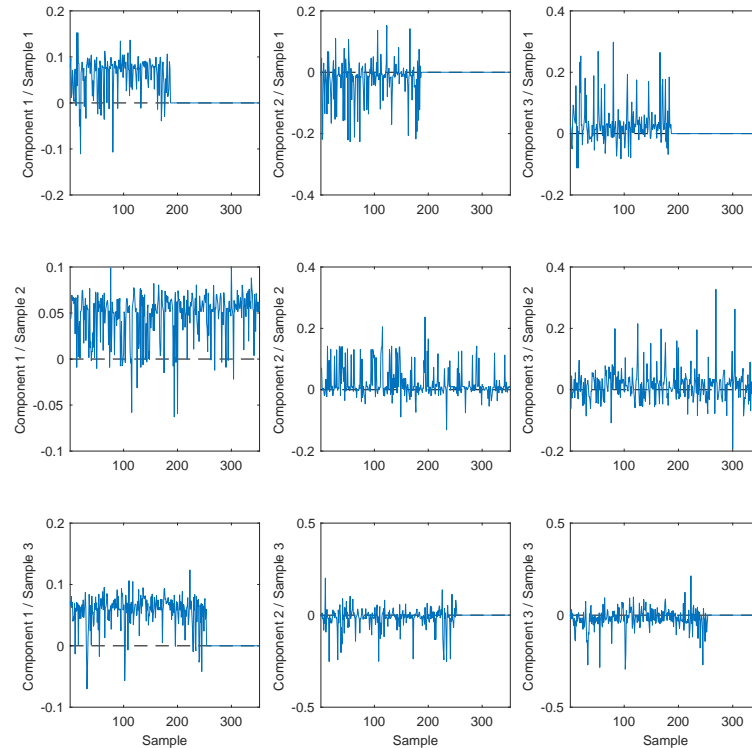 0.2
0.1
0
-0.1
-0.2
Component 1 / Sample 1
100 200 300
0.2
0
-0.2
-0.4
Component 2 / Sample 1
100 200 300
0.4
0.2
0
-0.2
Component 3 / Sample 1
100 200 300
0.1
0.05
0
-0.05
-0.1
Component 1 / Sample 2
100 200 300
0.4
0.2
0
-0.2
Component 2 / Sample 2
100 200 300
0.4
0.2
0
-0.2
Component 3 / Sample 2
100 200 300
0.2
0.1
0
-0.1
Component 1 / Sample 3
100 200 300
Sample
0.5
0
-0.5
Component 2 / Sample 3
100 200 300
Sample
0.5
0
-0.5
Component 3 / Sample 3
100 200 300
Sample